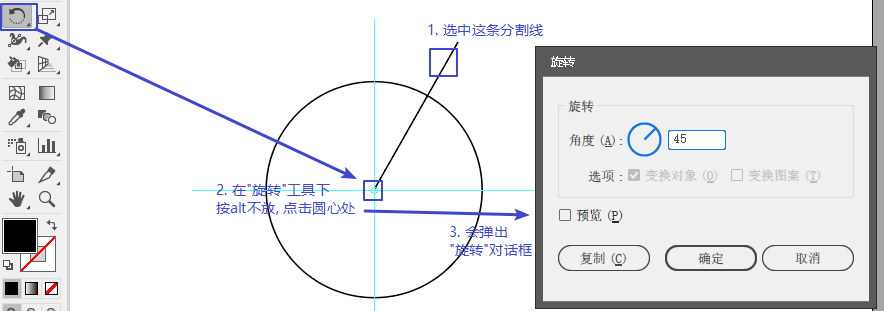 1. 选中这条分割线
旋转
旋转
角度 (A) :
45
选项 :
变换对象 (O)
变换图案 (T)
2. 在"旋转"工具下
按alt不放, 点击圆心处
预览 (P)
3. 会弹出
"旋转"对话框
复制 (C)
确定
取消